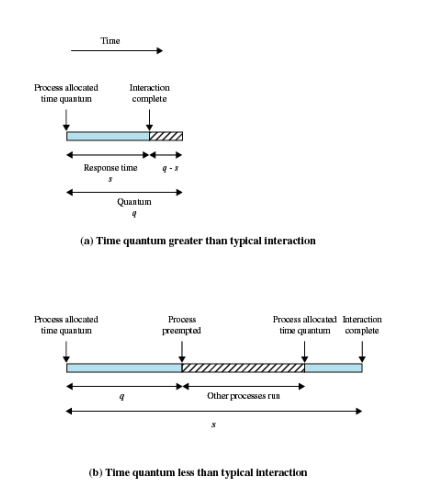 Time
Process allocated
time quantum
Interaction
complete
Response time
s
q - s
Quantum
q
(a) Time quantum greater than typical interaction
Process allocated
time quantum
Process
preempted
Process allocated
time quantum
Interaction
complete
q
Other processes run
s
(b) Time quantum less than typical interaction